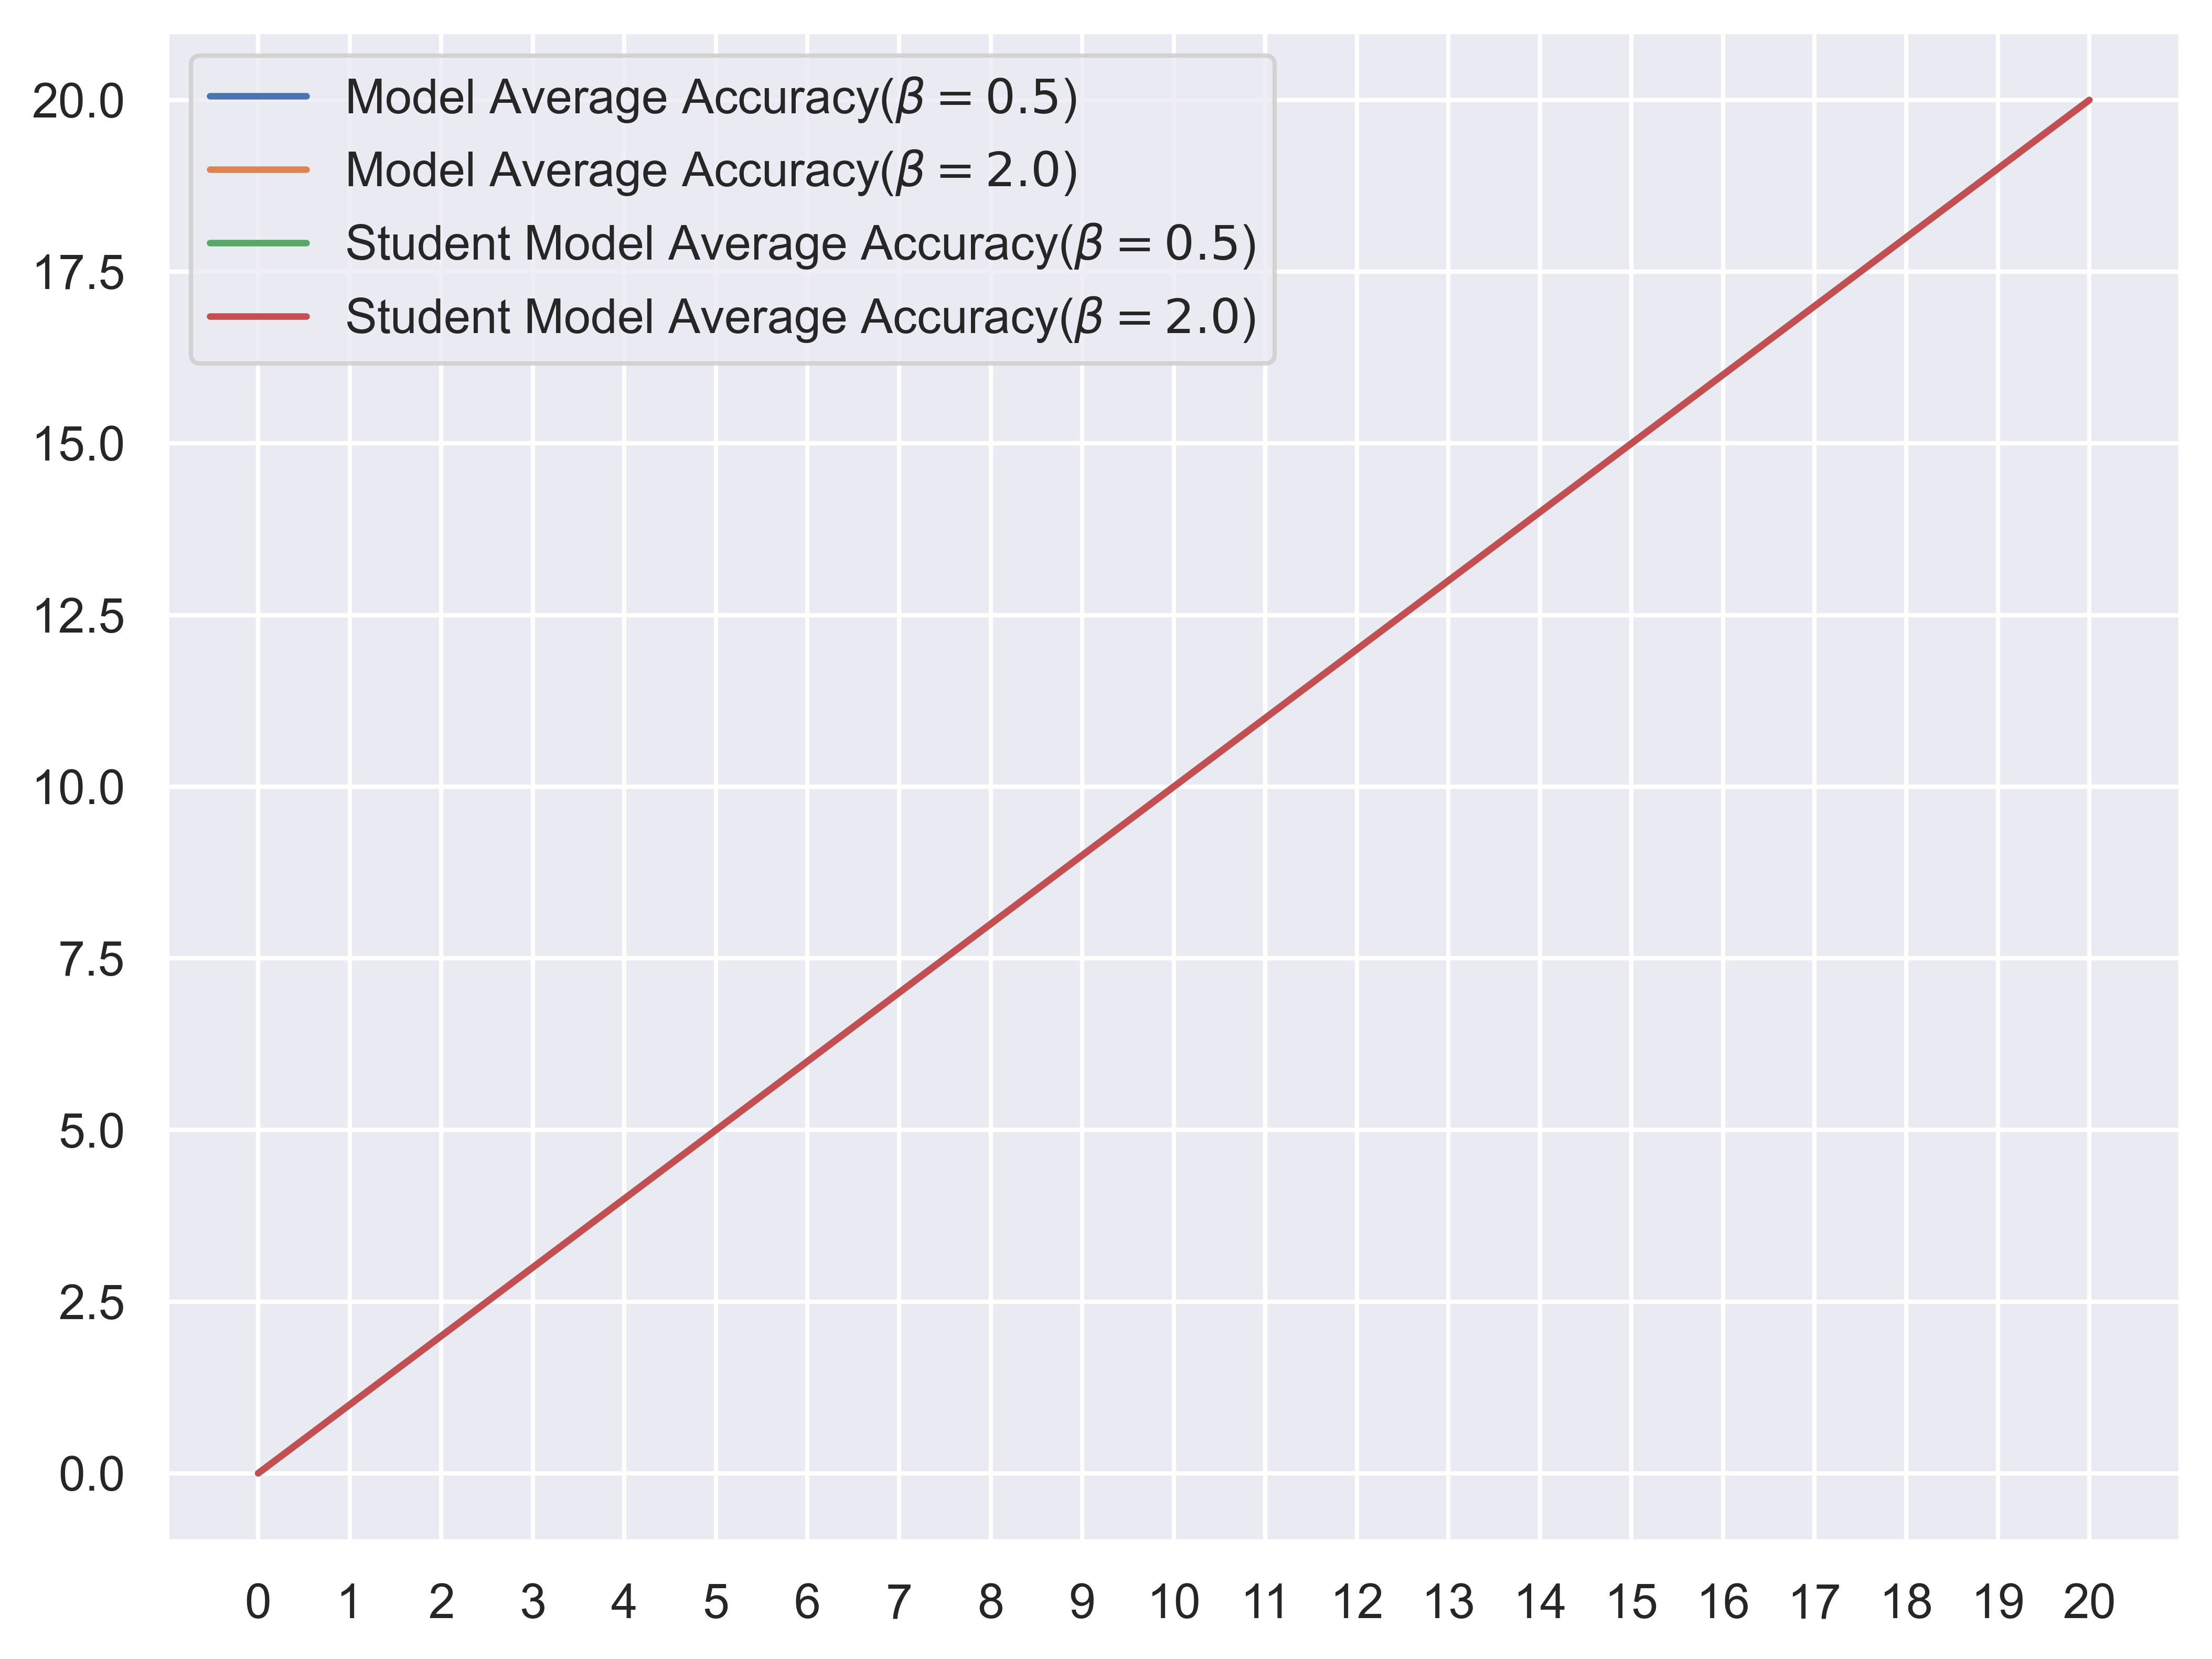 Model Average Accuracy(β = 0.5)
Model Average Accuracy(β = 2.0)
Student Model Average Accuracy(β = 0.5)
Student Model Average Accuracy(β = 2.0)
20.0
17.5
15.0
12.5
10.0
7.5
5.0
2.5
0.0
0 1 2 3 4 5 6 7 8 9 10 11 12 13 14 15 16 17 18 19 20